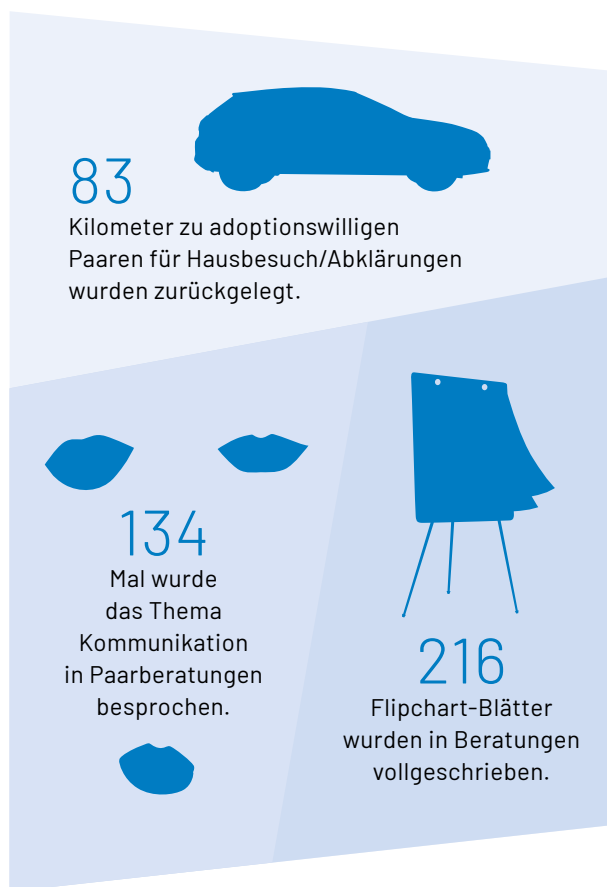 83
Kilometer zu adoptionswilligen
Paaren für Hausbesuch/Abklärungen
wurden zurückgelegt.
134
Mal wurde
das Thema
Kommunikation
in Paarberatungen
besprochen.
216
Flipchart-Blätter
wurden in Beratungen
vollgeschrieben.